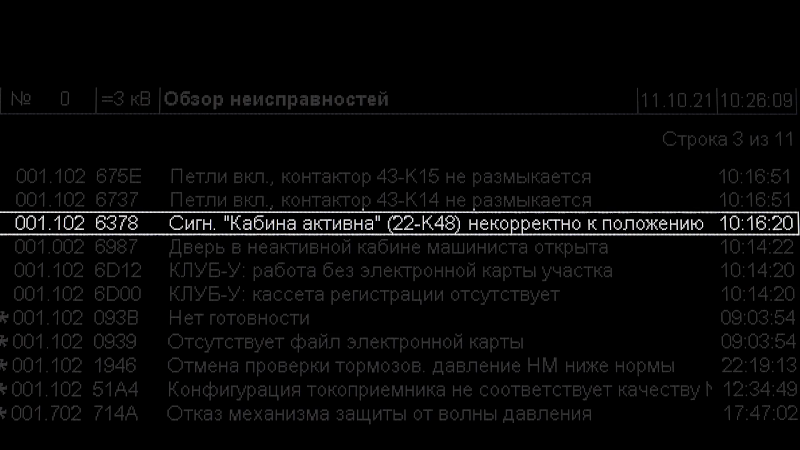 № 0 =3 кВ Обзор неисправностей 11.10.21 10:26:09
Строка 3 из 11
001.102 675E Петли вкл., контактор 43-K15 не размыкается 10:16:51
001.102 6737 Петли вкл., контактор 43-K14 не размыкается 10:16:51
001.102 6378 Сигн. "Кабина активна" (22-K48) некорректно к положению 10:16:20
001.002 6987 Дверь в неактивной кабине машиниста открыта 10:14:22
001.102 6D12 КЛУБ-У: работа без электронной карты участка 10:14:20
001.102 6D00 КЛУБ-У: кассета регистрации отсутствует 10:14:20
*001.102 093B Нет готовности 09:03:54
*001.102 0939 Отсутствует файл электронной карты 09:03:54
*001.102 1946 Отмена проверки тормозов. давление НМ ниже нормы 22:19:13
*001.102 51A4 Конфигурация токоприемника не соответствует качеству 12:34:49
*001.702 714A Отказ механизма защиты от волны давления 17:47:02